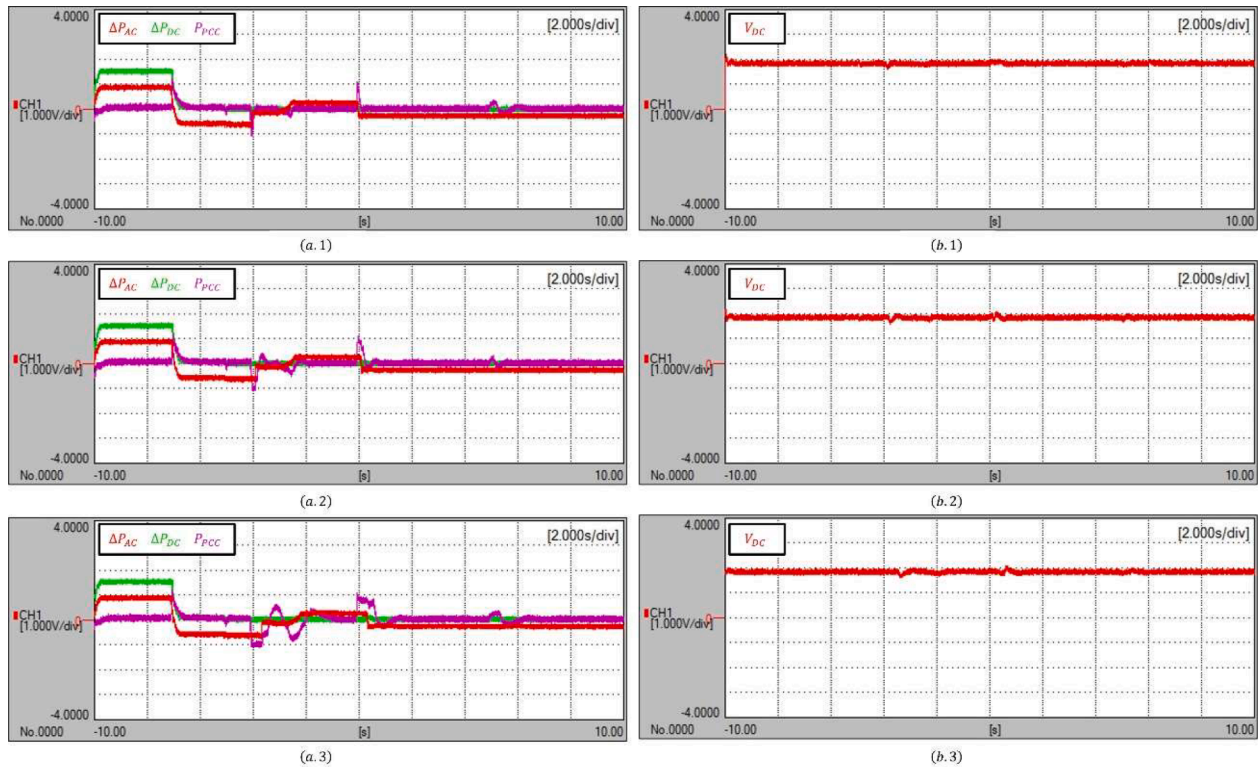 4.0000
ΔP_AC ΔP_DC P_PCC
[2.000s/div]
CH1
[1.000V/div]
0
-4.0000
No.0000
-10.00
[s]
10.00
(a.1)
4.0000
V_DC
[2.000s/div]
CH1
[1.000V/div]
0
-4.0000
No.0000
-10.00
[s]
10.00
(b.1)
4.0000
ΔP_AC ΔP_DC P_PCC
[2.000s/div]
CH1
[1.000V/div]
0
-4.0000
No.0000
-10.00
[s]
10.00
(a.2)
4.0000
V_DC
[2.000s/div]
CH1
[1.000V/div]
0
-4.0000
No.0000
-10.00
[s]
10.00
(b.2)
4.0000
ΔP_AC ΔP_DC P_PCC
[2.000s/div]
CH1
[1.000V/div]
0
-4.0000
No.0000
-10.00
[s]
10.00
(a.3)
4.0000
V_DC
[2.000s/div]
CH1
[1.000V/div]
0
-4.0000
No.0000
-10.00
[s]
10.00
(b.3)